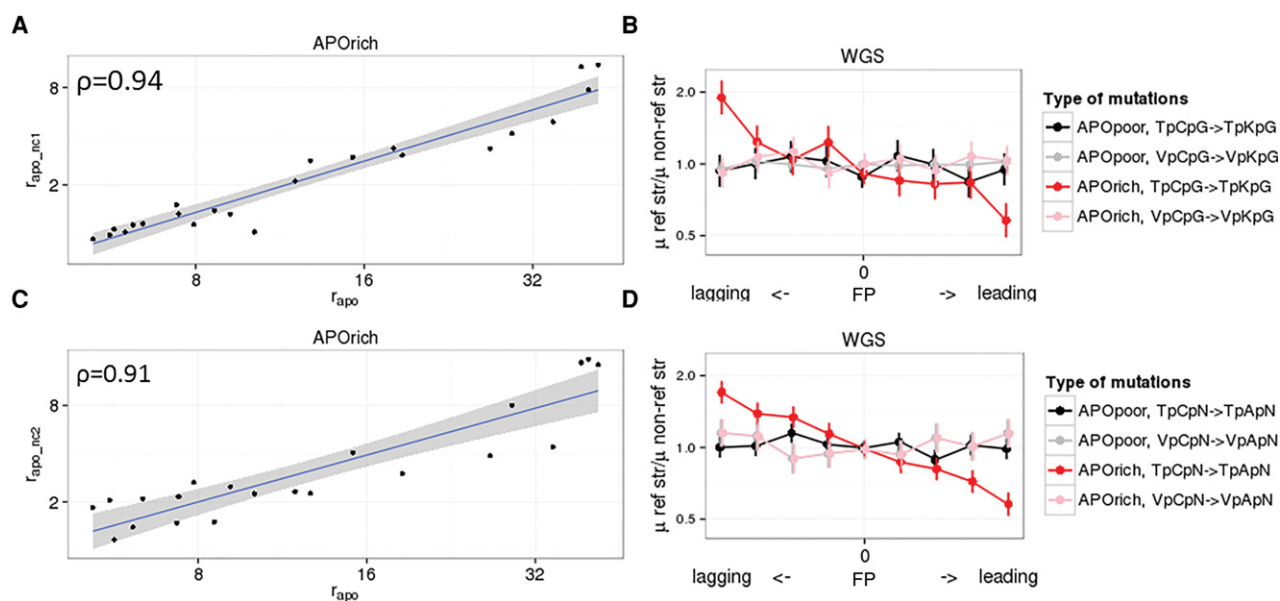 A
APOrich
ρ=0.94
8
2
r_apo_nc1
8
16
32
r_apo
B
WGS
2.0
1.0
0.5
μ ref str/μ non-ref str
0
lagging <- FP -> leading
Type of mutations
APOpoor, TpCpG->TpKpG
APOpoor, VpCpG->VpKpG
APOrich, TpCpG->TpKpG
APOrich, VpCpG->VpKpG
C
APOrich
ρ=0.91
8
2
r_apo_nc2
8
16
32
r_apo
D
WGS
2.0
1.0
0.5
μ ref str/μ non-ref str
0
lagging <- FP -> leading
Type of mutations
APOpoor, TpCpN->TpApN
APOpoor, VpCpN->VpApN
APOrich, TpCpN->TpApN
APOrich, VpCpN->VpApN